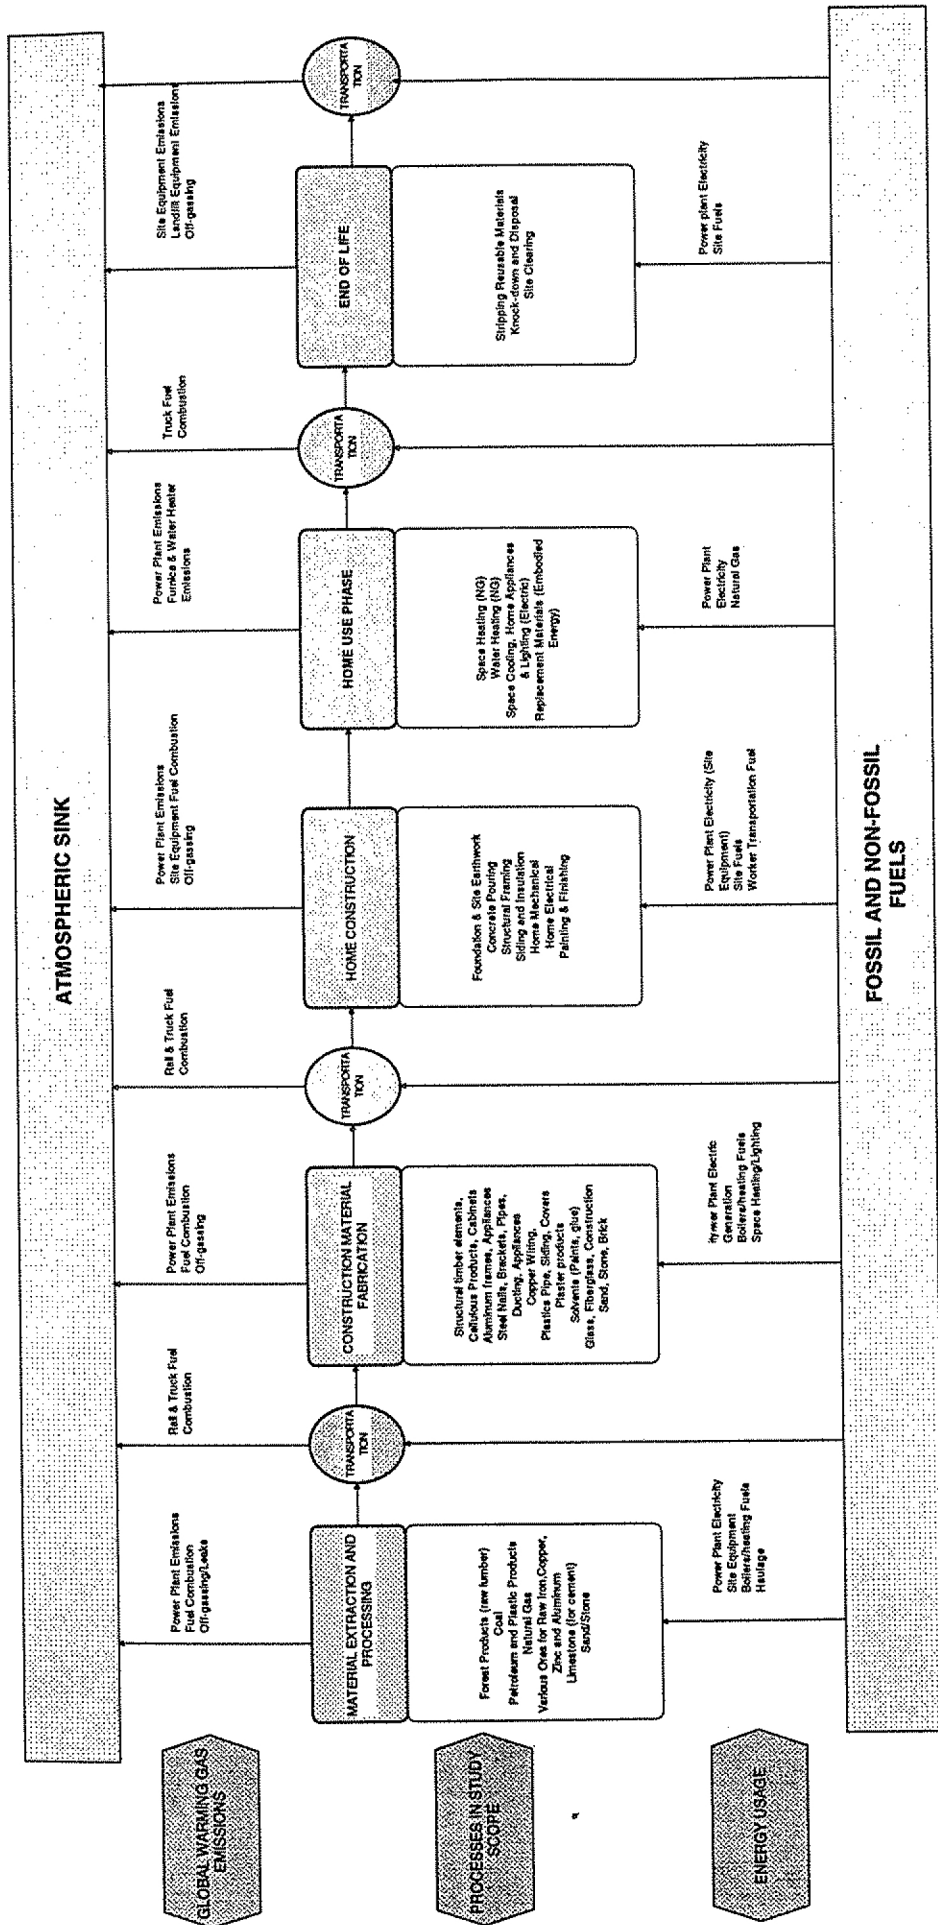 ATMOSPHERIC SINK
GLOBAL WARMING GAS
EMISSIONS
Power Plant Emissions
Fuel Combustion
Off-gassing/Leaks
Rail & Truck Fuel
Combustion
Power Plant Emissions
Fuel Combustion
Off-gassing
Rail & Truck Fuel
Combustion
Power Plant Emissions
Site Equipment Fuel Combustion
Off-gassing
Power Plant Emissions
Furnice & Water Heater
Emissions
Truck Fuel
Combustion
Site Equipment Emissions
Landfill Equipment Emissions
Off-gassing
PROCESSES IN STUDY
SCOPE
MATERIAL EXTRACTION AND
PROCESSING
Forest Products (raw lumber)
Coal
Petroleum and Plastic Products
Natural Gas
Various Ores for Raw Iron,Copper,
Zinc and Aluminum
Limestone (for cement)
Sand/Stone
TRANSPORTA
TION
CONSTRUCTION MATERIAL
FABRICATION
Structural timber elements,
Cellulous Products, Cabinets
Aluminum frames, Appliances
Steel Nails, Brackets, Pipes,
Ducting, Appliances
Copper Wiring,
Plastics Pipe, Siding, Covers
Plaster products
Solvents (Paints, glue)
Glass, Fiberglass, Construction
Sand, Stone, Brick
TRANSPORTA
TION
HOME CONSTRUCTION
Foundation & Site Earthwork
Concrete Pouring
Structural Framing
Siding and Insulation
Home Mechanical
Home Electrical
Painting & Finishing
HOME USE PHASE
Space Heating (NG)
Water Heating (NG)
Space Cooling, Home Appliances
& Lighting (Electric)
Replacement Materials (Embodied
Energy)
TRANSPORTA
TION
END OF LIFE
Stripping Reusable Materials
Knock-down and Disposal
Site Clearing
TRANSPORTA
TION
ENERGY USAGE
Power Plant Electricity
Site Equipment
Boilers/heating Fuels
Haulage
Plant Electric
Generation
Boilers/heating Fuels
Space Heating/Lighting
Power Plant Electricity (Site
Equipment)
Site Fuels
Worker Transportation Fuel
Power Plant
Electricity
Natural Gas
Power plant Electricity
Site Fuels
FOSSIL AND NON-FOSSIL
FUELS